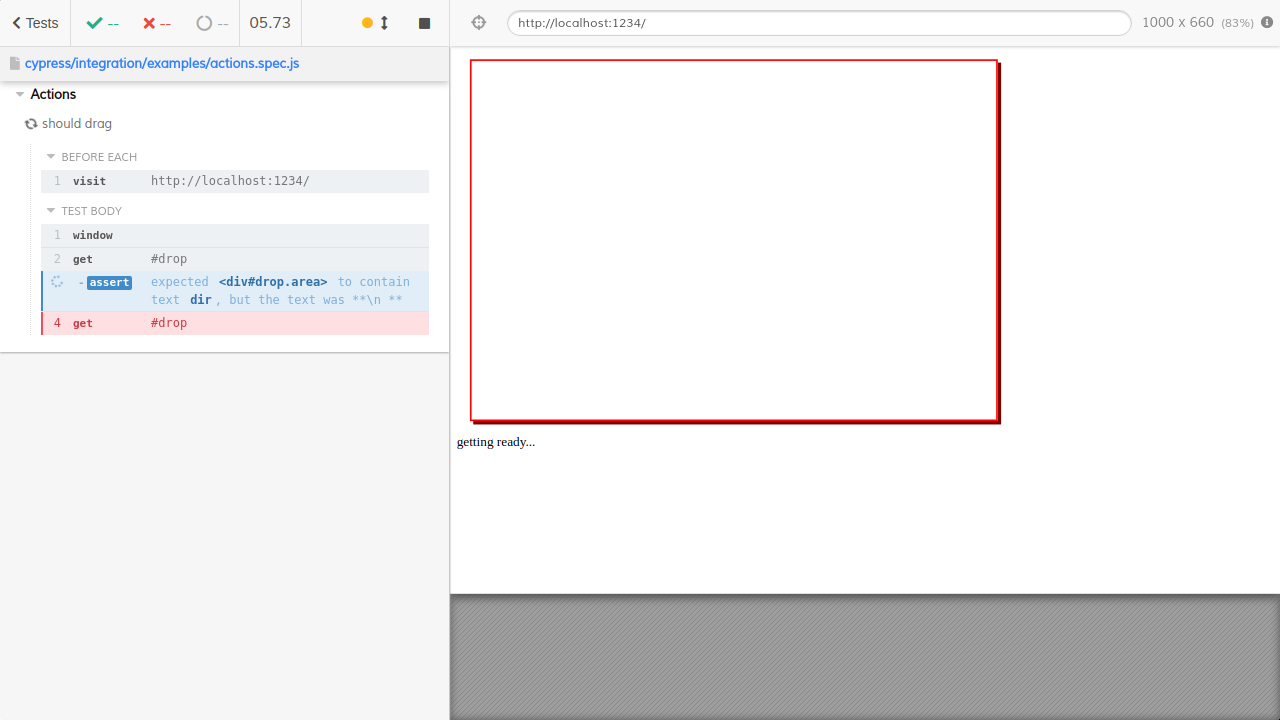 Tests
--
--
--
05.73
http://localhost:1234/
1000 x 660 (83%)
cypress/integration/examples/actions.spec.js
Actions
should drag
BEFORE EACH
1 visit http://localhost:1234/
TEST BODY
1 window
2 get #drop
- assert expected <div#drop.area> to contain
text dir, but the text was **\n **
4 get #drop
getting ready...